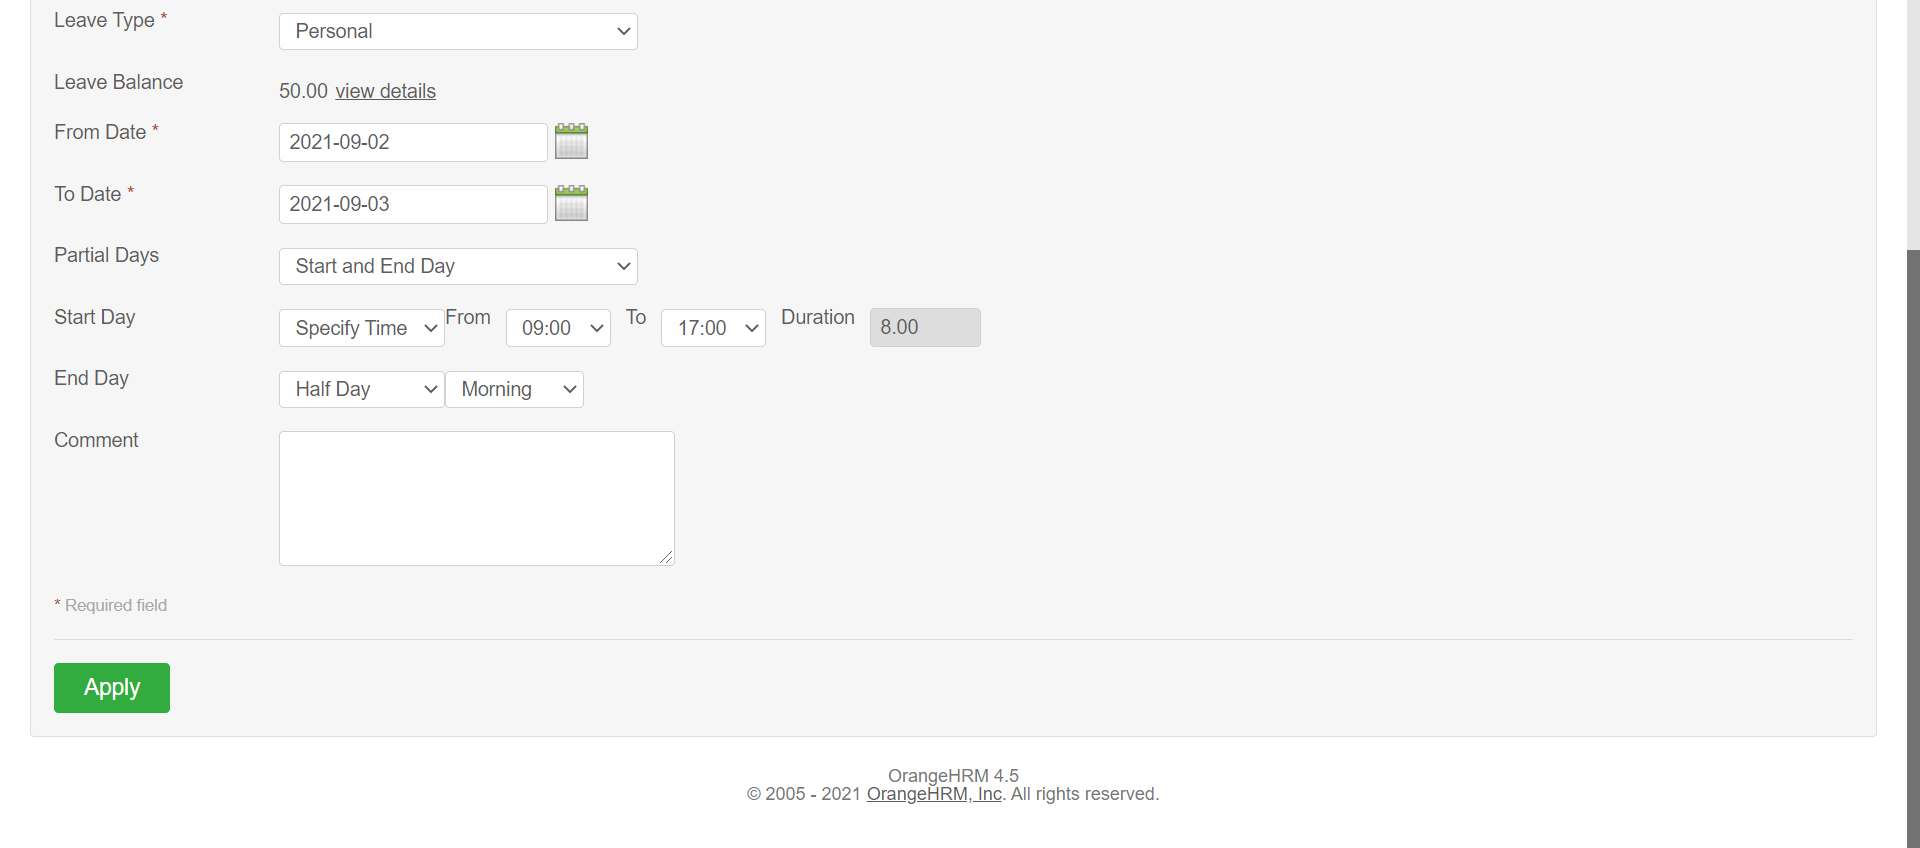 Leave Type * Personal
Leave Balance 50.00 view details
From Date * 2021-09-02
To Date * 2021-09-03
Partial Days Start and End Day
Start Day Specify Time From 09:00 To 17:00 Duration 8.00
End Day Half Day Morning
Comment
* Required field
Apply
OrangeHRM 4.5
© 2005 - 2021 OrangeHRM, Inc. All rights reserved.